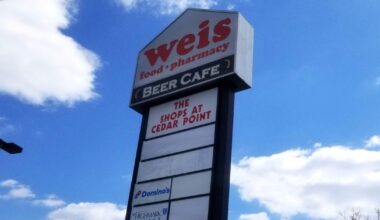 weis
food • pharmacy
BEER CAFE
THE
SHOPS AT
CEDAR POINT
Domino's